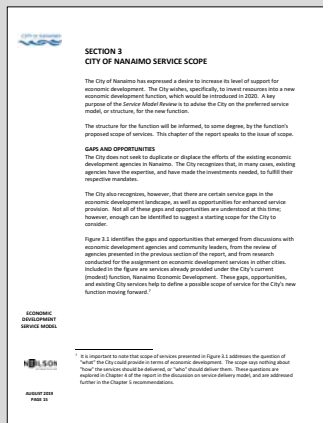 CITY OF NANAIMO
SECTION 3
CITY OF NANAIMO SERVICE SCOPE
The City of Nanaimo has expressed a desire to increase its level of support for
economic development. The City wishes, specifically, to invest resources into a new
economic development function, which would be introduced in 2020. A key
purpose of the Service Model Review is to advise the City on the preferred service
model, or structure, for the new function.
The structure for the function will be informed, to some degree, by the function's
proposed scope of services. This chapter of the report speaks to the issue of scope.
GAPS AND OPPORTUNITIES
The City does not seek to duplicate or displace the efforts of the existing economic
development agencies in Nanaimo. The City recognizes that, in many cases, existing
agencies have the expertise, and have made the investments needed, to fulfill their
respective mandates.
The City also recognizes, however, that there are certain service gaps in the
economic development landscape, as well as opportunities for enhanced service
provision. Not all of these gaps and opportunities are understood at this time;
however, enough can be identified to suggest a starting scope for the City to
consider.
Figure 3.1 identifies the gaps and opportunities that emerged from discussions with
economic development agencies and community leaders, from the review of
agencies presented in the previous section of the report, and from research
conducted for the assignment on economic development services in other cities.
Included in the figure are services already provided under the City's current
(modest) function, Nanaimo Economic Development. These gaps, opportunities,
and existing City services help to define a possible scope of service for the City's new
function moving forward.¹
ECONOMIC
DEVELOPMENT
SERVICE MODEL
¹ It is important to note that scope of services presented in Figure 3.1 addresses the question of
"what" the City could provide in terms of economic development. The scope says nothing about
"how" the services should be delivered, or "who" should deliver them. These questions are
explored in Chapter 4 of the report in the discussion on service delivery model, and are addressed
further in the Chapter 5 recommendations.
NEILSON
AUGUST 2019
PAGE 15